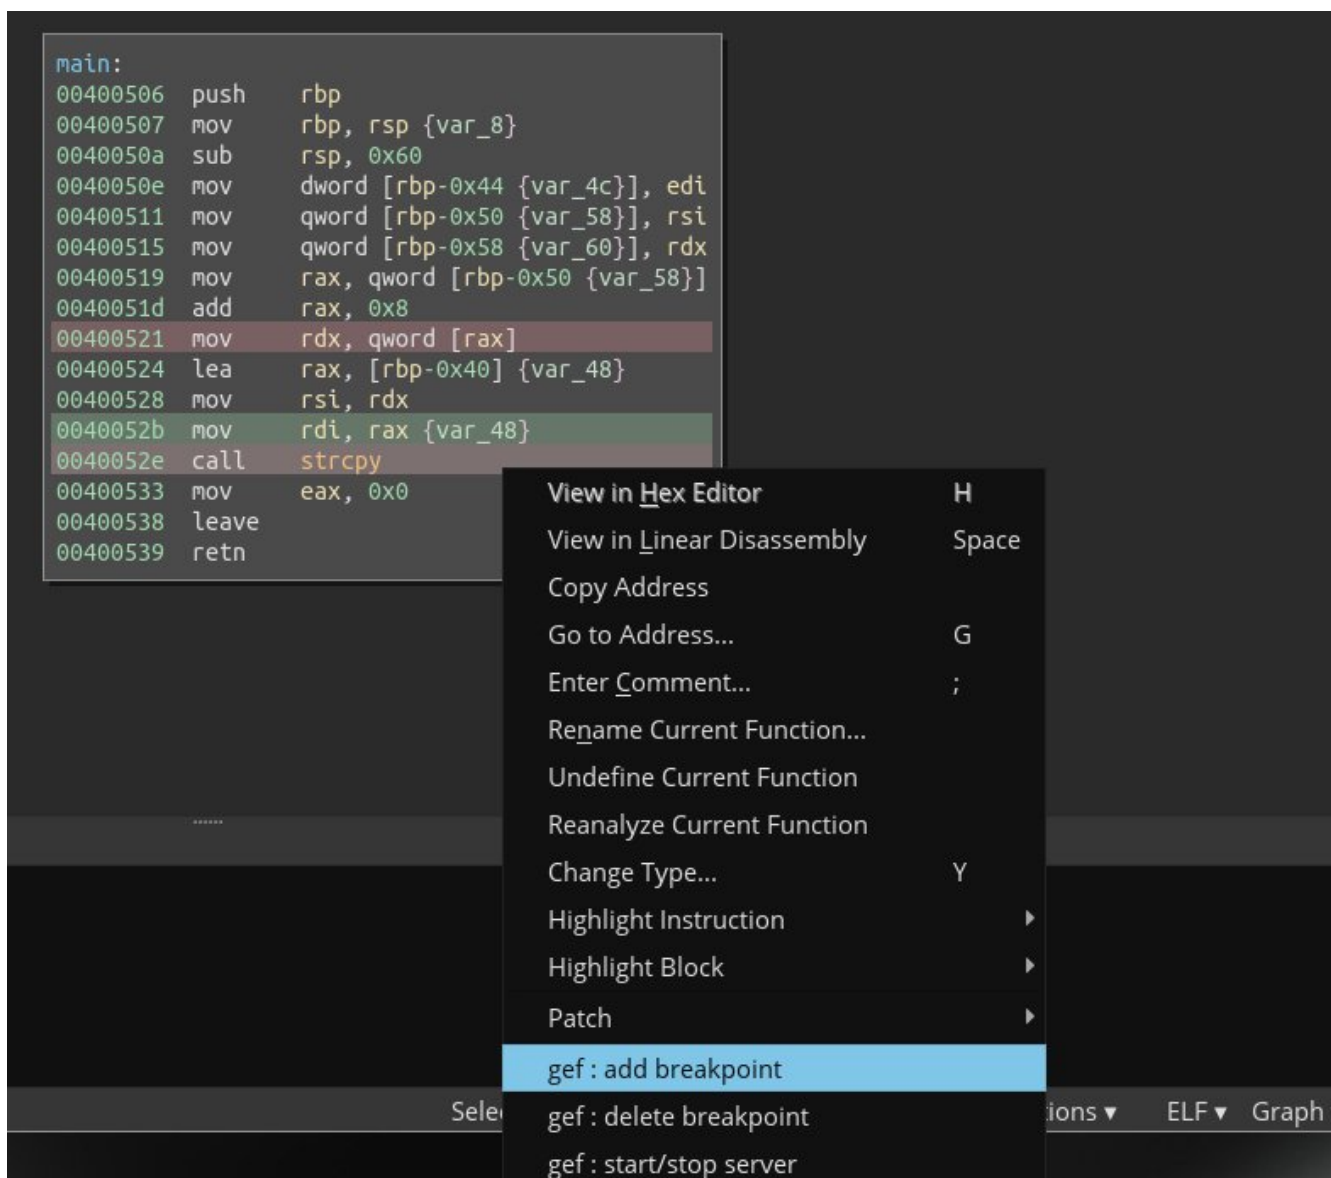 main:
00400506 push rbp
00400507 mov rbp, rsp {var_8}
0040050a sub rsp, 0x60
0040050e mov dword [rbp-0x44 {var_4c}], edi
00400511 mov qword [rbp-0x50 {var_58}], rsi
00400515 mov qword [rbp-0x58 {var_60}], rdx
00400519 mov rax, qword [rbp-0x50 {var_58}]
0040051d add rax, 0x8
00400521 mov rdx, qword [rax]
00400524 lea rax, [rbp-0x40] {var_48}
00400528 mov rsi, rdx
0040052b mov rdi, rax {var_48}
0040052e call strcpy
00400533 mov eax, 0x0
00400538 leave
00400539 retn
View in Hex Editor H
View in Linear Disassembly Space
Copy Address
Go to Address... G
Enter Comment... ;
Rename Current Function...
Undefine Current Function
Reanalyze Current Function
Change Type... Y
Highlight Instruction
Highlight Block
Patch
gef : add breakpoint
gef : delete breakpoint
gef : start/stop server
Sele
ions ▾ ELF ▾ Graph